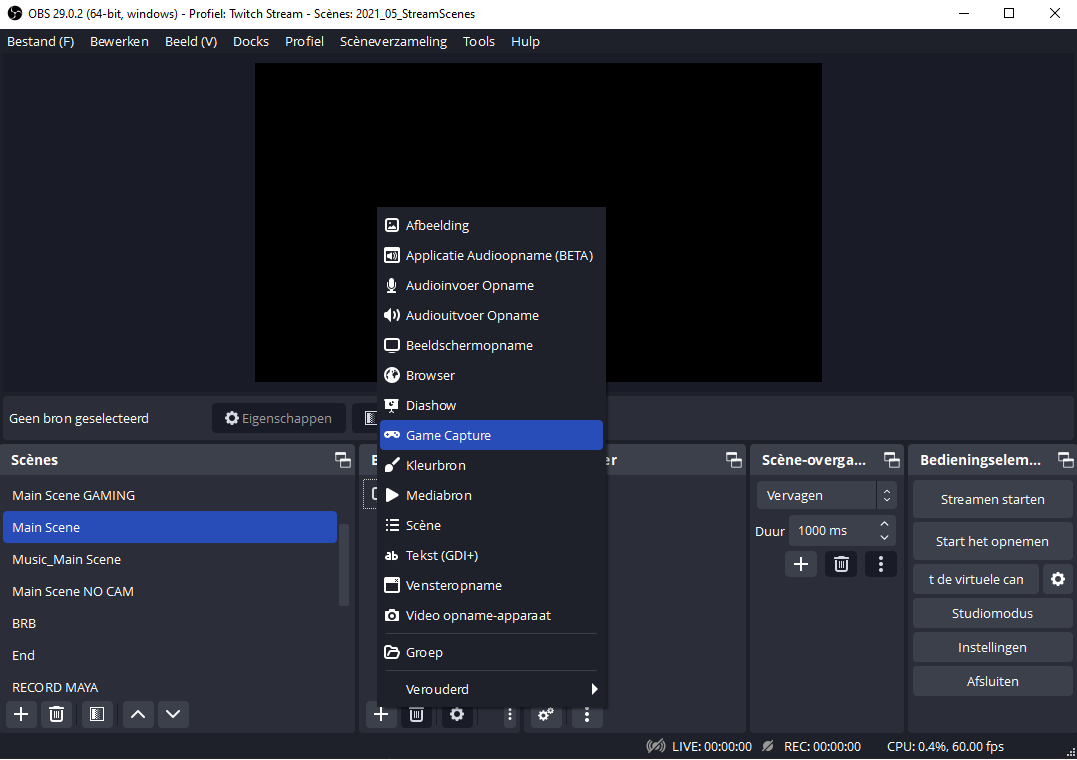 OBS 29.0.2 (64-bit, windows) - Profiel: Twitch Stream - Scènes: 2021_05_StreamScenes
Bestand (F) Bewerken Beeld (V) Docks Profiel Scèneverzameling Tools Hulp
Afbeelding
Applicatie Audioopname (BETA)
Audioinvoer Opname
Audiouitvoer Opname
Beeldschermopname
Browser
Diashow
Game Capture
Kleurbron
Mediabron
Scène
Tekst (GDI+)
Vensteropname
Video opname-apparaat
Groep
Verouderd
Geen bron geselecteerd
Eigenschappen
Scènes
Main Scene GAMING
Main Scene
Music_Main Scene
Main Scene NO CAM
BRB
End
RECORD MAYA
Scène-overga...
Vervagen
Duur 1000 ms
Bedieningselem...
Streamen starten
Start het opnemen
t de virtuele can
Studiomodus
Instellingen
Afsluiten
LIVE: 00:00:00 REC: 00:00:00 CPU: 0.4%, 60.00 fps